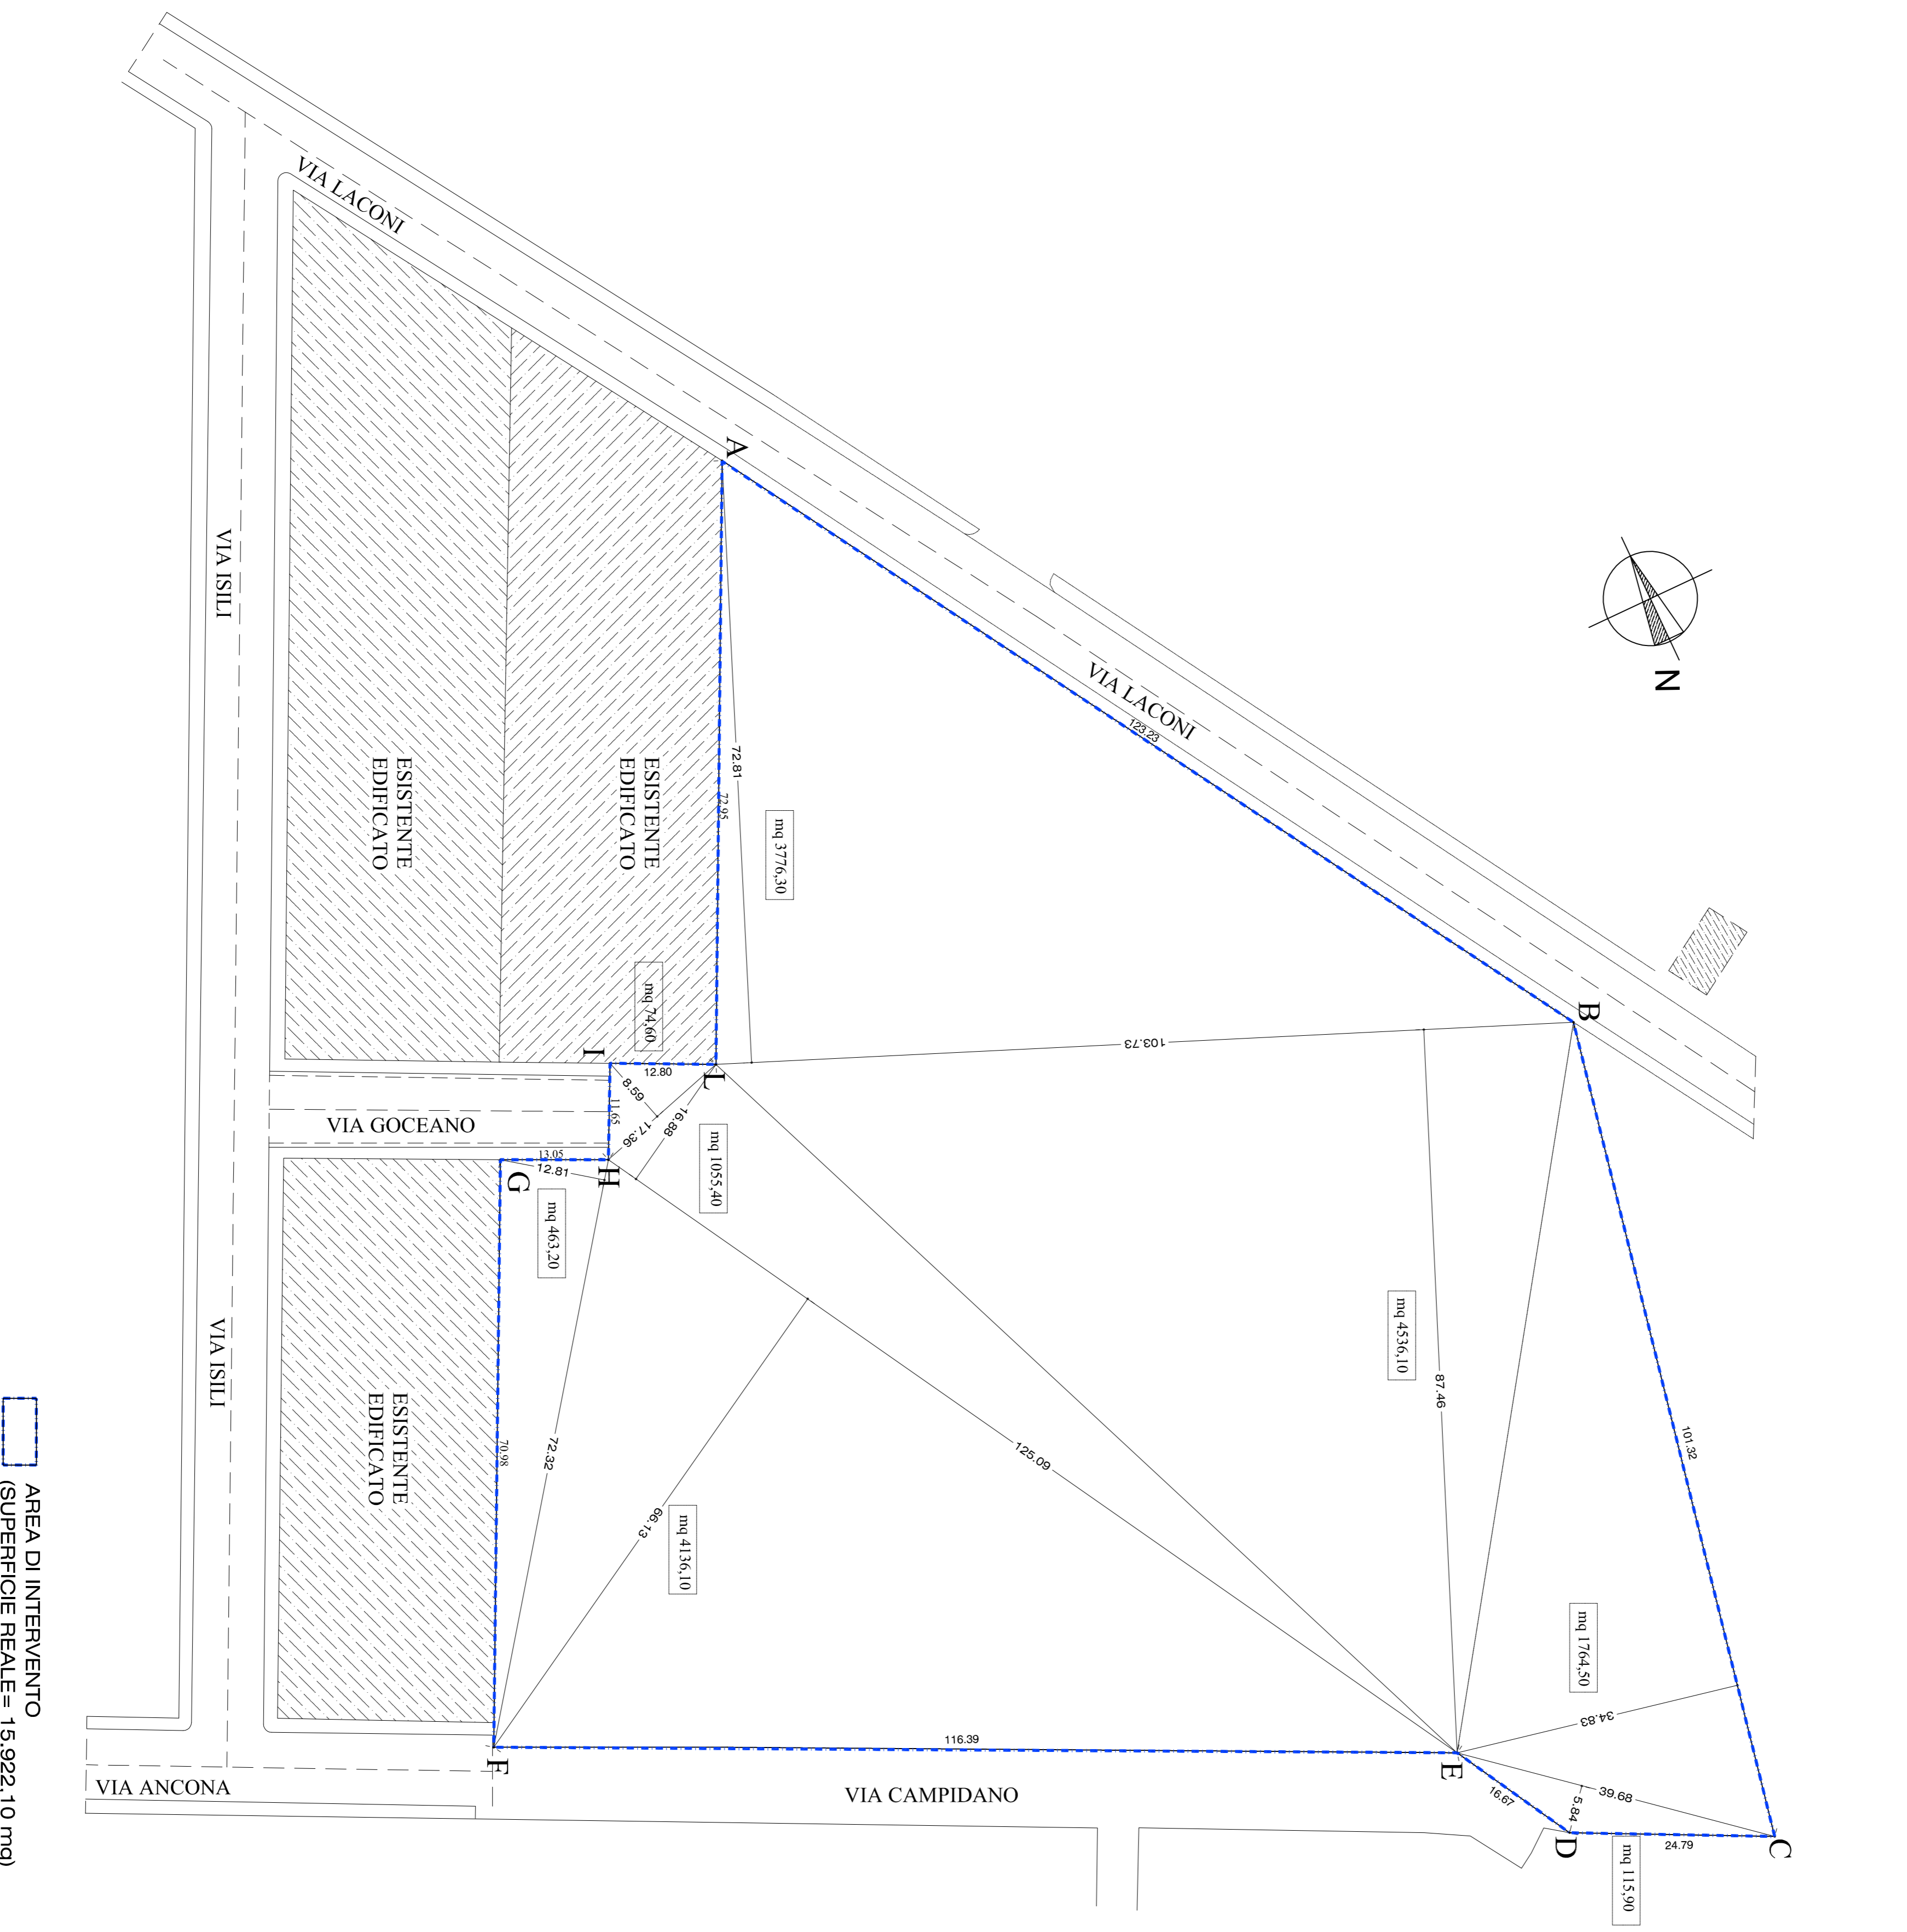 VIA LACONI
VIA LACONI
A
B
N
123.23
72.81
72.95
mq 3776,30
103.73
VIA ISILI
ESISTENTE
EDIFICATO
ESISTENTE
EDIFICATO
mq 74,60
I
L
12.80
8.59
11.65
17.36
16.88
mq 1055,40
VIA GOCEANO
13.05
12.81
G
H
mq 463,20
mq 4536,10
87.46
101.32
125.09
72.32
70.98
66.13
mq 4136,10
mq 1764,50
34.83
VIA ISILI
ESISTENTE
EDIFICATO
116.39
E
F
16.67
5.84
39.68
D
24.79
C
mq 115,90
VIA ANCONA
VIA CAMPIDANO
AREA DI INTERVENTO
(SUPERFICIE REALE= 15.922,10 mq)